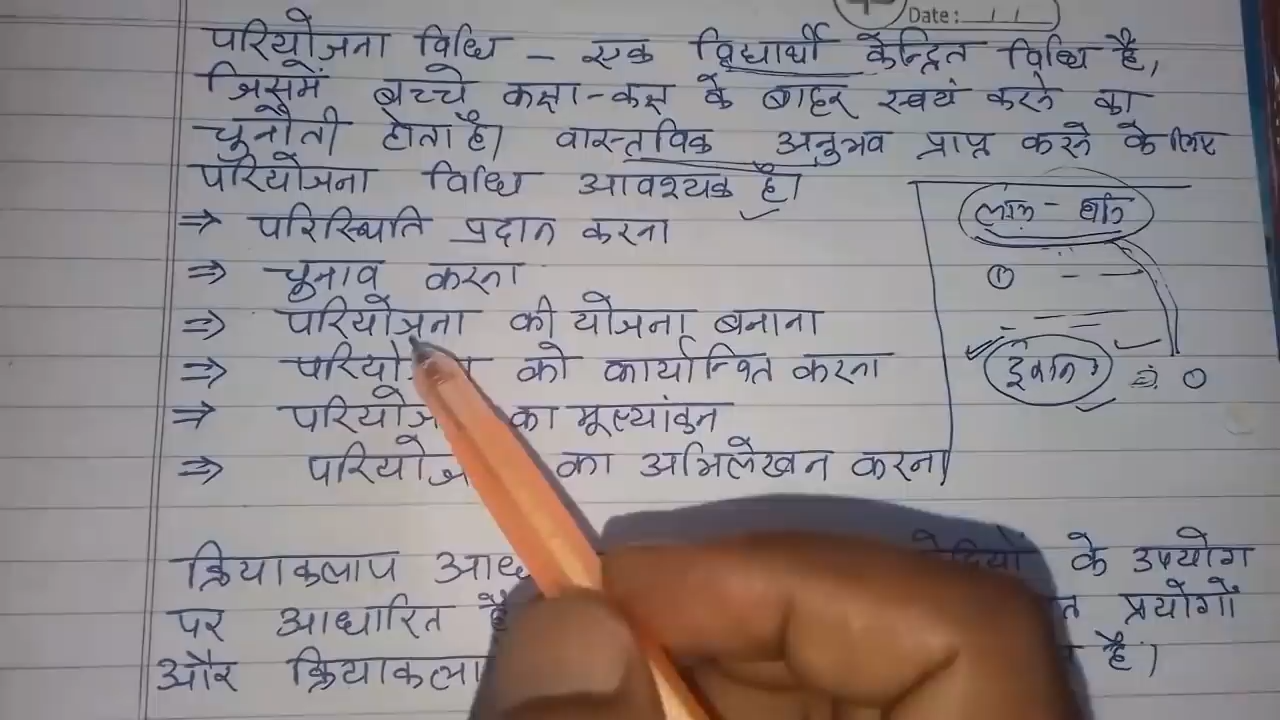 Date:
परियोजना विधि – एक विद्यार्थी केन्द्रित विधि है,
जिसमें बच्चे कक्षा-कक्ष के बाहर स्वयं करने का
चुनौती होता है। वास्तविक अनुभव प्राप्त करने के लिए
परियोजना विधि आवश्यक है।
⇒ परिस्थिति प्रदान करना
⇒ चुनाव करना
⇒ परियोजना की योजना बनाना
⇒ को कार्यान्वित करना
⇒ का मूल्यांकन
⇒ का अभिलेखन करना
लाभ - हानि
①
क्रियाकलाप के उपयोग
पर आधारित है प्रयोगों
और है।